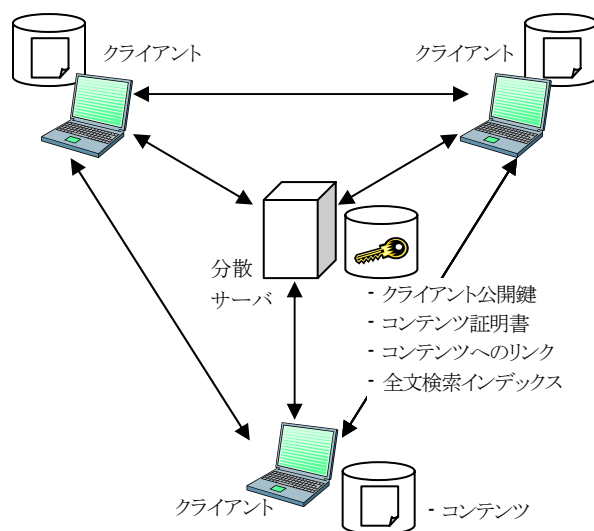 クライアント
クライアント
分散
サーバ
- クライアント公開鍵
- コンテンツ証明書
- コンテンツへのリンク
- 全文検索インデックス
クライアント
- コンテンツ